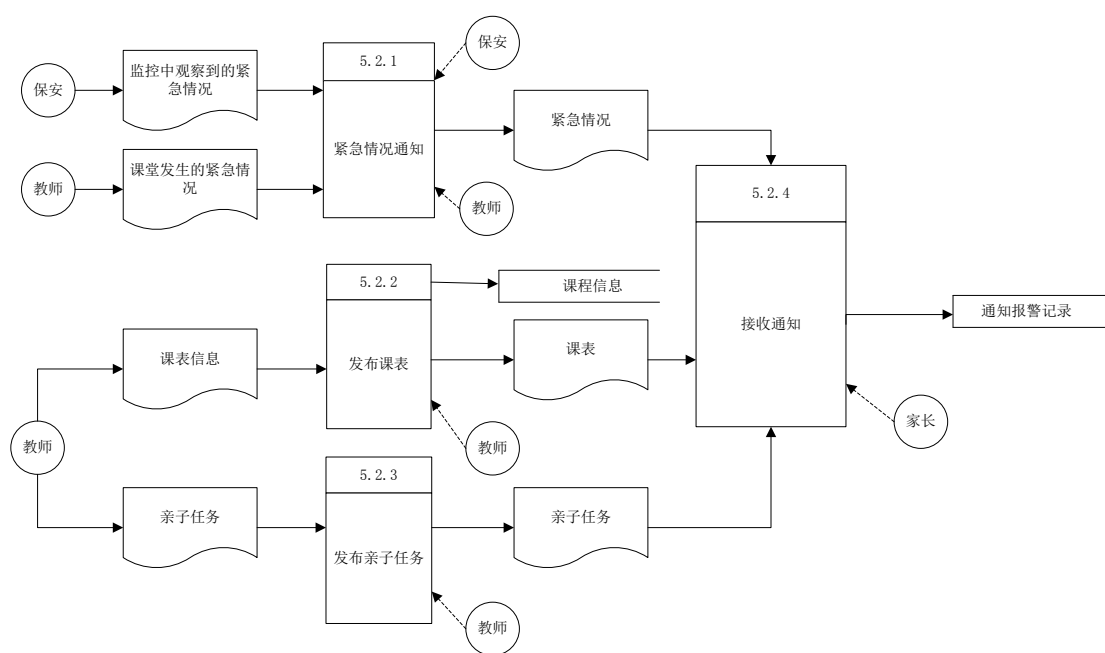 保安
监控中观察到的紧
急情况
5.2.1
紧急情况通知
保安
紧急情况
教师
课堂发生的紧急情
况
教师
5.2.4
接收通知
5.2.2
发布课表
课程信息
通知报警记录
课表信息
课表
教师
家长
教师
5.2.3
发布亲子任务
亲子任务
亲子任务
教师